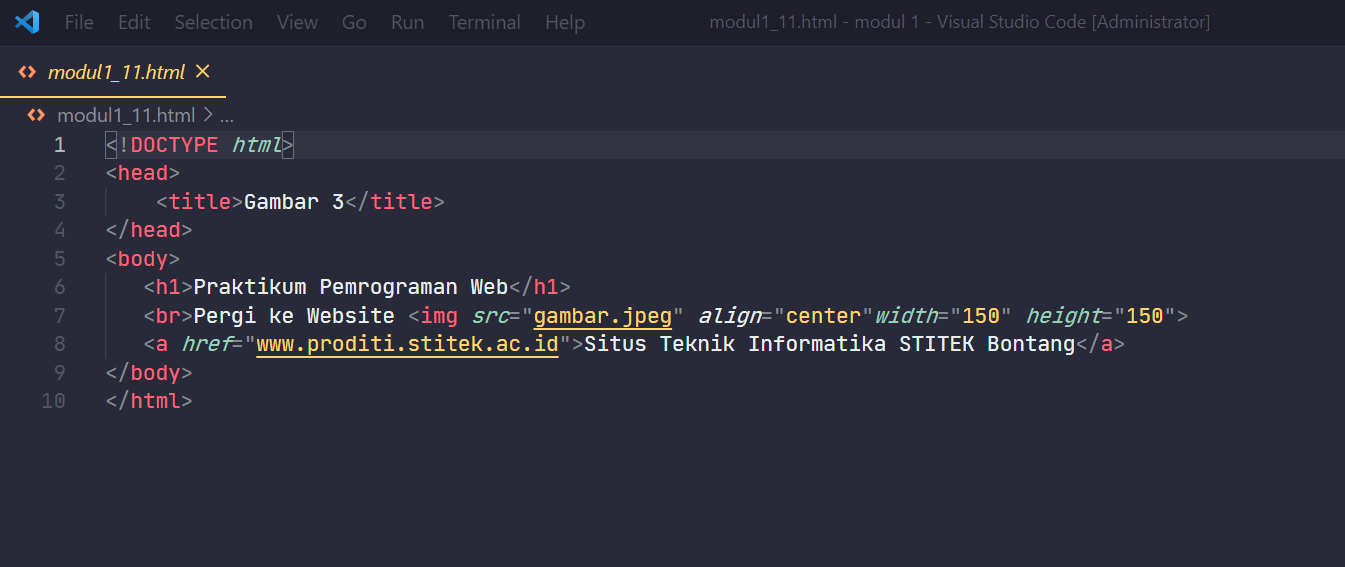 File Edit Selection View Go Run Terminal Help modul1_11.html - modul 1 - Visual Studio Code [Administrator]
modul1_11.html
modul1_11.html > ...
1 <!DOCTYPE html>
2 <head>
3 <title>Gambar 3</title>
4 </head>
5 <body>
6 <h1>Praktikum Pemrograman Web</h1>
7 <br>Pergi ke Website <img src="gambar.jpeg" align="center"width="150" height="150">
8 <a href="www.proditi.stitek.ac.id">Situs Teknik Informatika STITEK Bontang</a>
9 </body>
10 </html>